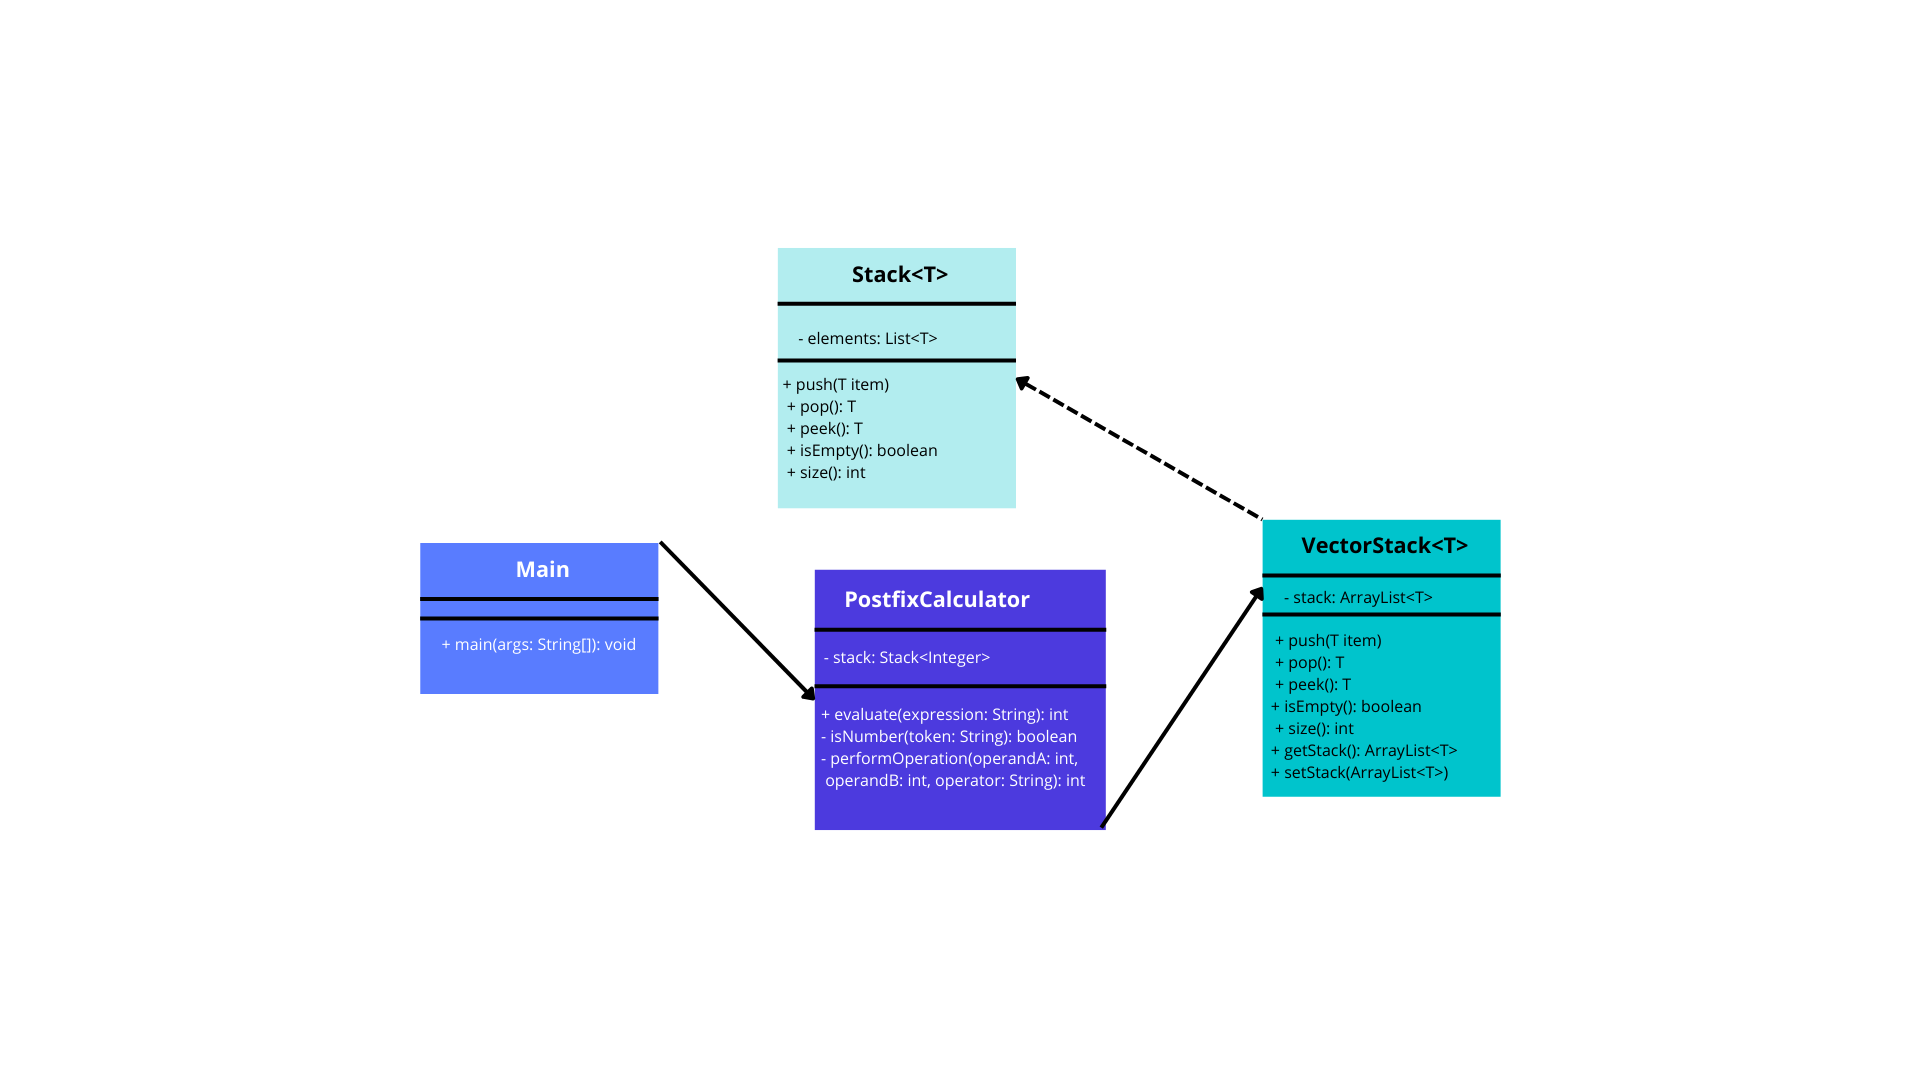 Stack<T>
- elements: List<T>
+ push(T item)
+ pop(): T
+ peek(): T
+ isEmpty(): boolean
+ size(): int
Main
+ main(args: String[]): void
PostfixCalculator
- stack: Stack<Integer>
+ evaluate(expression: String): int
- isNumber(token: String): boolean
- performOperation(operandA: int,
operandB: int, operator: String): int
VectorStack<T>
- stack: ArrayList<T>
+ push(T item)
+ pop(): T
+ peek(): T
+ isEmpty(): boolean
+ size(): int
+ getStack(): ArrayList<T>
+ setStack(ArrayList<T>)